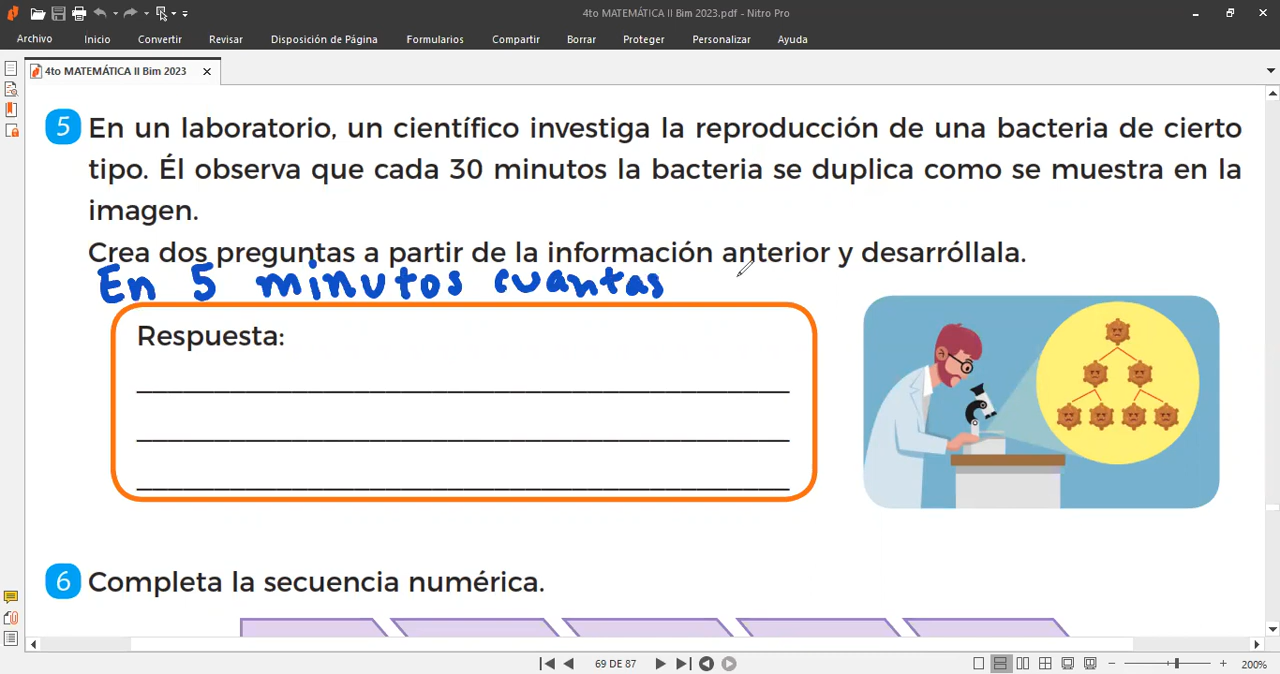 4to MATEMÁTICA II Bim 2023.pdf - Nitro Pro
Archivo Inicio Convertir Revisar Disposición de Página Formularios Compartir Borrar Proteger Personalizar Ayuda
4to MATEMÁTICA II Bim 2023
5 En un laboratorio, un científico investiga la reproducción de una bacteria de cierto
tipo. Él observa que cada 30 minutos la bacteria se duplica como se muestra en la
imagen.
Crea dos preguntas a partir de la información anterior y desarróllala.
En 5 minutos cuantas
Respuesta:
6 Completa la secuencia numérica.
69 DE 87
200%